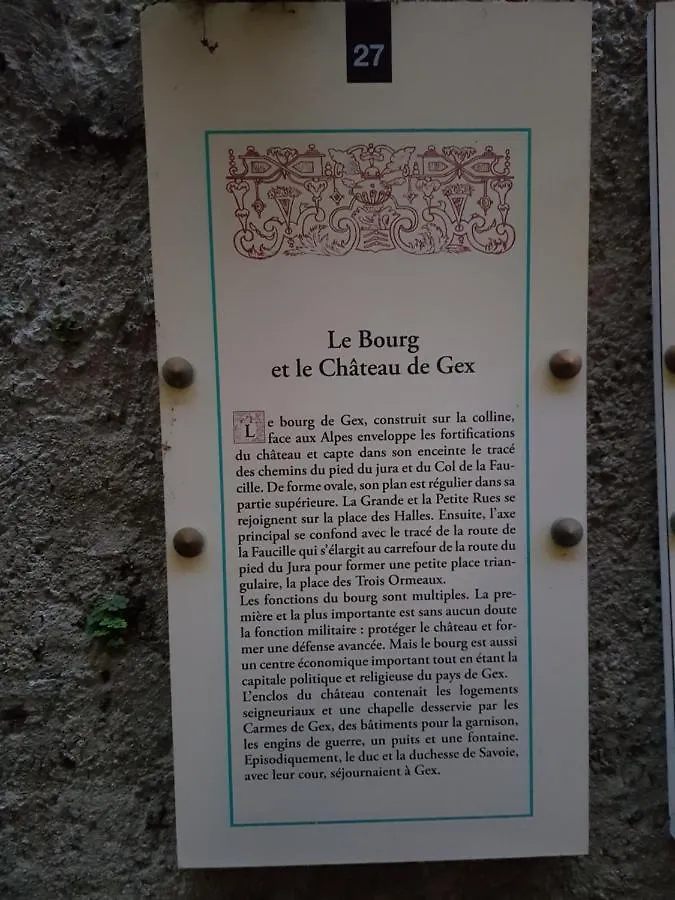 27
Le Bourg
et le Château de Gex
Le bourg de Gex, construit sur la colline,
face aux Alpes enveloppe les fortifications
du château et capte dans son enceinte le tracé
des chemins du pied du jura et du Col de la Fau-
cille. De forme ovale, son plan est régulier dans sa
partie supérieure. La Grande et la Petite Rues se
rejoignent sur la place des Halles. Ensuite, l'axe
principal se confond avec le tracé de la route de
la Faucille qui s'élargit au carrefour de la route du
pied du Jura pour former une petite place trian-
gulaire, la place des Trois Ormeaux.
Les fonctions du bourg sont multiples. La pre-
mière et la plus importante est sans aucun doute
la fonction militaire : protéger le château et for-
mer une défense avancée. Mais le bourg est aussi
un centre économique important tout en étant la
capitale politique et religieuse du pays de Gex.
L'enclos du château contenait les logements
seigneuriaux et une chapelle desservie par les
Carmes de Gex, des bâtiments pour la garnison,
les engins de guerre, un puits et une fontaine.
Episodiquement, le duc et la duchesse de Savoie,
avec leur cour, séjournaient à Gex.